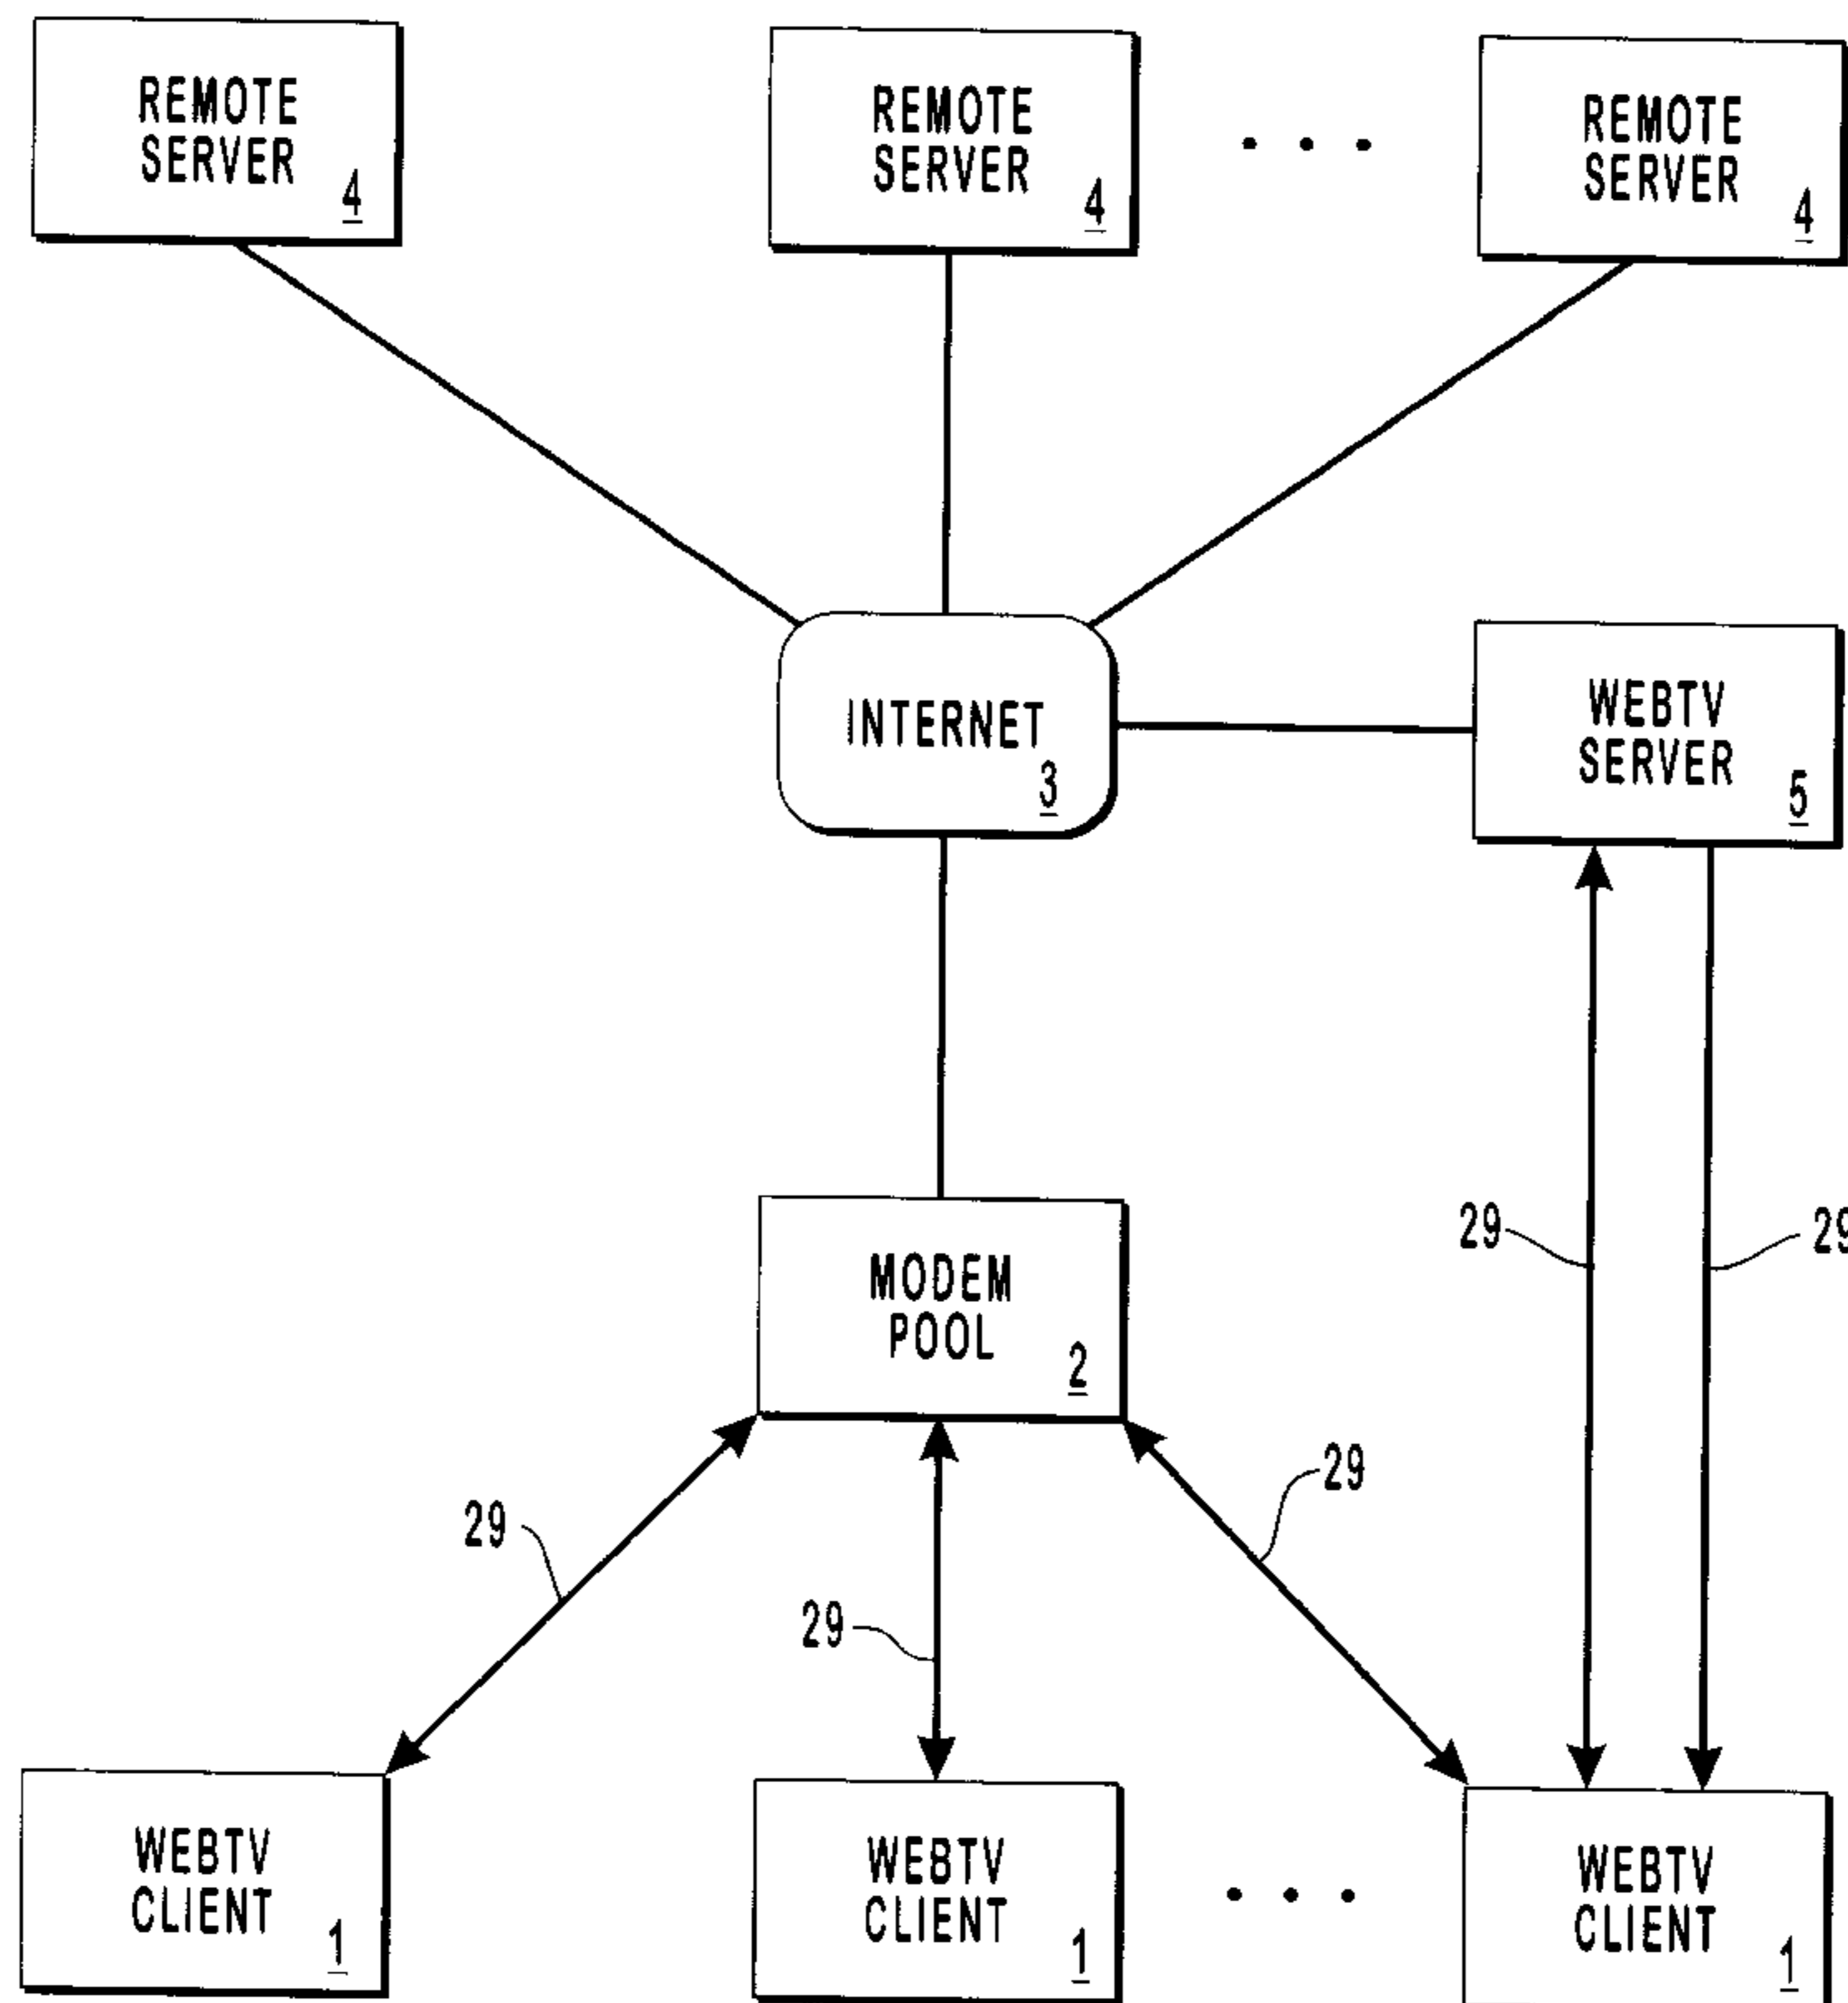 REMOTE
SERVER
4
REMOTE
SERVER
4
REMOTE
SERVER
4
INTERNET
3
WEBTV
SERVER
5
29
29
MODEM
POOL
2
29
29
29
WEBTV
CLIENT
1
WEBTV
CLIENT
1
WEBTV
CLIENT
1